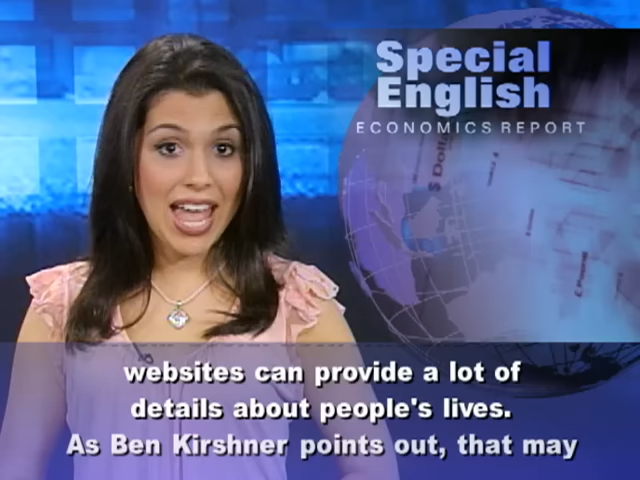 Special
English
ECONOMICS REPORT
$ Doll
websites can provide a lot of
details about people's lives.
As Ben Kirshner points out, that may